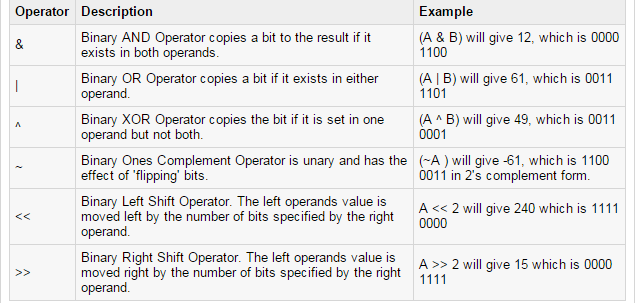 Operator Description Example
& Binary AND Operator copies a bit to the result if it (A & B) will give 12, which is 0000
exists in both operands. 1100
| Binary OR Operator copies a bit if it exists in either (A | B) will give 61, which is 0011
operand. 1101
^ Binary XOR Operator copies the bit if it is set in one (A ^ B) will give 49, which is 0011
operand but not both. 0001
~ Binary Ones Complement Operator is unary and has the (~A ) will give -61, which is 1100
effect of 'flipping' bits. 0011 in 2's complement form.
Binary Left Shift Operator. The left operands value is
<< moved left by the number of bits specified by the right A << 2 will give 240 which is 1111
operand. 0000
Binary Right Shift Operator. The left operands value is
>> moved right by the number of bits specified by the right A >> 2 will give 15 which is 0000
operand. 1111